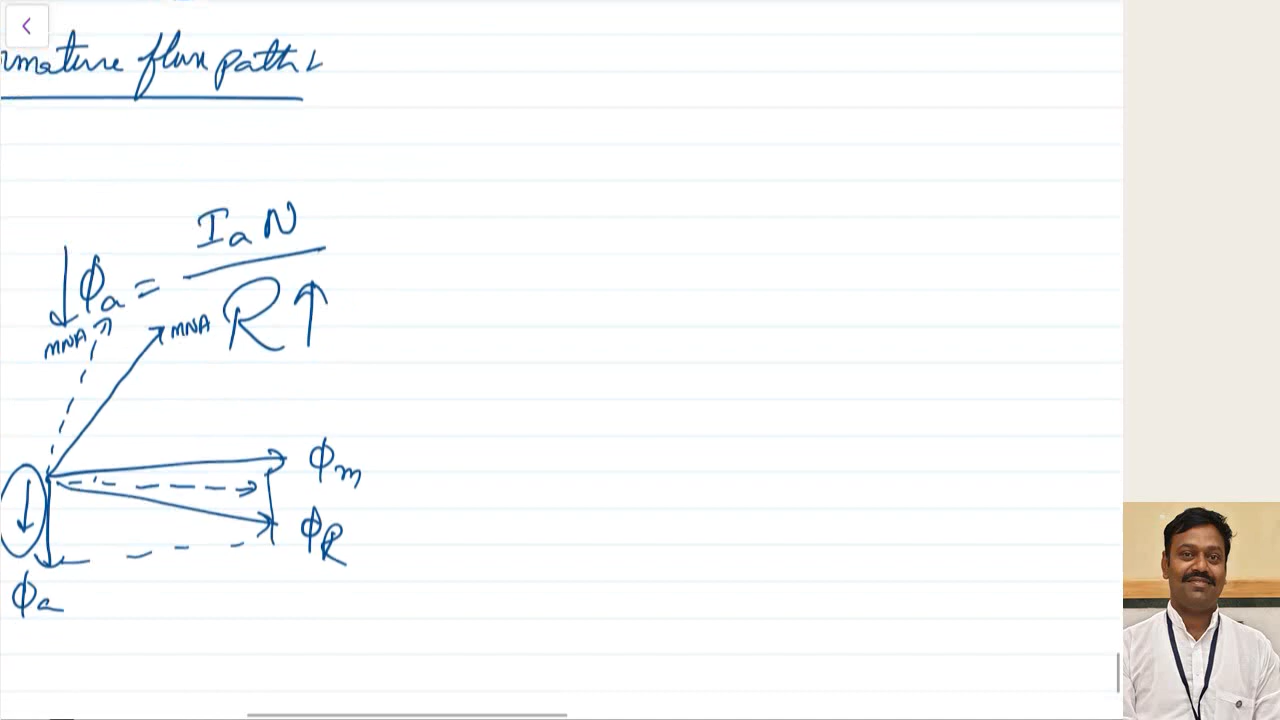 rmature flux path:
↓ϕa = IaN
R↑
MNA
MNA
ϕm
ϕR
↓
ϕa